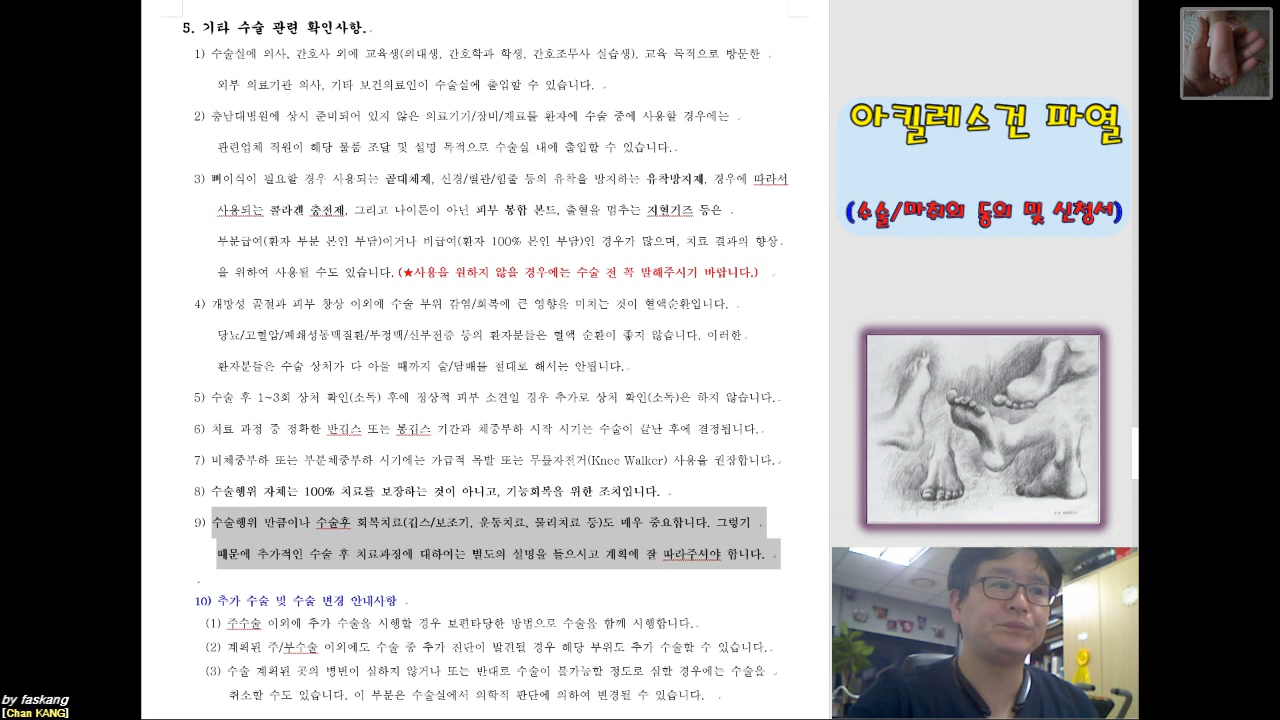 5. 기타 수술 관련 확인사항.
1) 수술실에 의사, 간호사 외에 교육생(의대생, 간호학과 학생, 간호조무사 실습생), 교육 목적으로 방문한
외부 의료기관 의사, 기타 보건의료인이 수술실에 출입할 수 있습니다.
2) 충남대병원에 상시 준비되어 있지 않은 의료기기/장비/재료를 환자에 수술 중에 사용할 경우에는
관련업체 직원이 해당 물품 조달 및 설명 목적으로 수술실 내에 출입할 수 있습니다.
3) 뼈이식이 필요할 경우 사용되는 골대체제, 신경/혈관/힘줄 등의 유착을 방지하는 유착방지제, 경우에 따라서
사용되는 콜라겐 충전제, 그리고 나이론이 아닌 피부 봉합 본드, 출혈을 멈추는 지혈거즈 등은
부분급여(환자 부분 본인 부담)이거나 비급여(환자 100% 본인 부담)인 경우가 많으며, 치료 결과의 향상
을 위하여 사용될 수도 있습니다. (★사용을 원하지 않을 경우에는 수술 전 꼭 말해주시기 바랍니다.)
4) 개방성 골절과 피부 창상 이외에 수술 부위 감염/회복에 큰 영향을 미치는 것이 혈액순환입니다.
당뇨/고혈압/폐쇄성동맥질환/부정맥/신부전증 등의 환자분들은 혈액 순환이 좋지 않습니다. 이러한
환자분들은 수술 상처가 다 아물 때까지 술/담배를 절대로 해서는 안됩니다.
5) 수술 후 1~3회 상처 확인(소독) 후에 정상적 피부 소견일 경우 추가로 상처 확인(소독)은 하지 않습니다.
6) 치료 과정 중 정확한 반깁스 또는 통깁스 기간과 체중부하 시작 시기는 수술이 끝난 후에 결정됩니다.
7) 비체중부하 또는 부분체중부하 시기에는 가급적 목발 또는 무릎자전거(Knee Walker) 사용을 권장합니다.
8) 수술행위 자체는 100% 치료를 보장하는 것이 아니고, 기능회복을 위한 조치입니다.
9) 수술행위 만큼이나 수술후 회복치료(깁스/보조기, 운동치료, 물리치료 등)도 매우 중요합니다. 그렇기
때문에 추가적인 수술 후 치료과정에 대하여는 별도의 설명을 들으시고 계획에 잘 따라주셔야 합니다.
10) 추가 수술 및 수술 변경 안내사항
(1) 주수술 이외에 추가 수술을 시행할 경우 보편타당한 방법으로 수술을 함께 시행합니다.
(2) 계획된 주/부수술 이외에도 수술 중 추가 진단이 발견될 경우 해당 부위도 추가 수술할 수 있습니다.
(3) 수술 계획된 곳의 병변이 심하지 않거나 또는 반대로 수술이 불가능할 정도로 심할 경우에는 수술을
취소할 수도 있습니다. 이 부분은 수술실에서 의학적 판단에 의하여 변경될 수 있습니다.
아킬레스건 파열
(수술/마취의 동의 및 신청서)
by faskang
[Chan KANG]